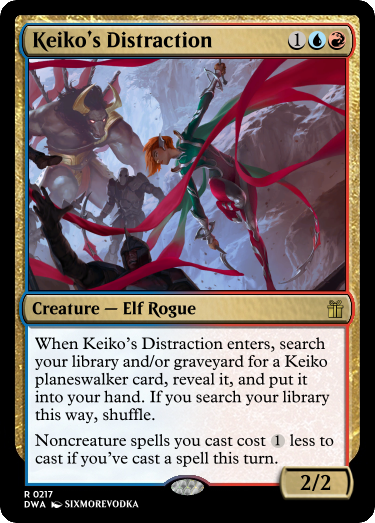 Keiko's Distraction 1
Creature — Elf Rogue
When Keiko's Distraction enters, search
your library and/or graveyard for a Keiko
planeswalker card, reveal it, and put it
into your hand. If you search your library
this way, shuffle.
Noncreature spells you cast cost 1 less to
cast if you've cast a spell this turn.
2/2
R 0217
DWA SIXMOREVODKA